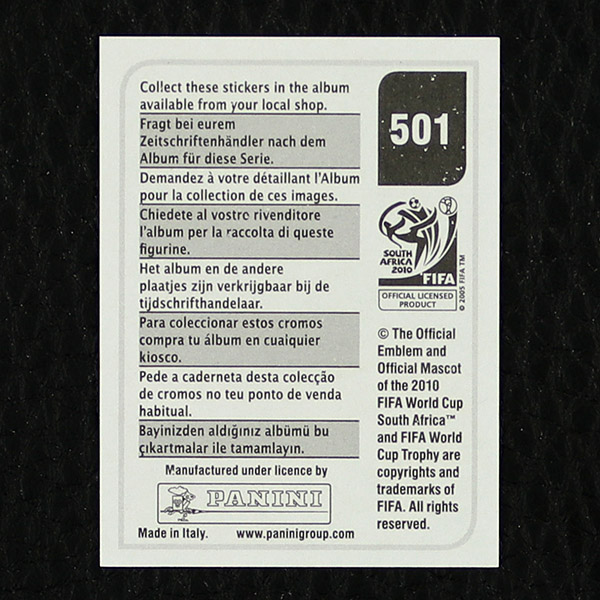 Collect these stickers in the album
available from your local shop.
Fragt bei eurem
Zeitschriftenhändler nach dem
Album für diese Serie.
Demandez à votre détaillant l'Album
pour la collection de ces images.
Chiedete al vostro rivenditore
l'album per la raccolta di queste
figurine.
Het album en de andere
plaatjes zijn verkrijgbaar bij de
tijdschrifthandelaar.
Para coleccionar estos cromos
compra tu álbum en cualquier
kiosco.
Pede a caderneta desta colecção
de cromos no teu ponto de venda
habitual.
Bayinizden aldığınız albümü bu
çıkartmalar ile tamamlayın.
Manufactured under licence by
PANINI
Made in Italy. www.paninigroup.com
501
SOUTH
AFRICA
2010
FIFA
OFFICIAL LICENSED
PRODUCT
© 2005 FIFA TM
© The Official
Emblem and
Official Mascot
of the 2010
FIFA World Cup
South Africa™
and FIFA World
Cup Trophy are
copyrights and
trademarks of
FIFA. All rights
reserved.